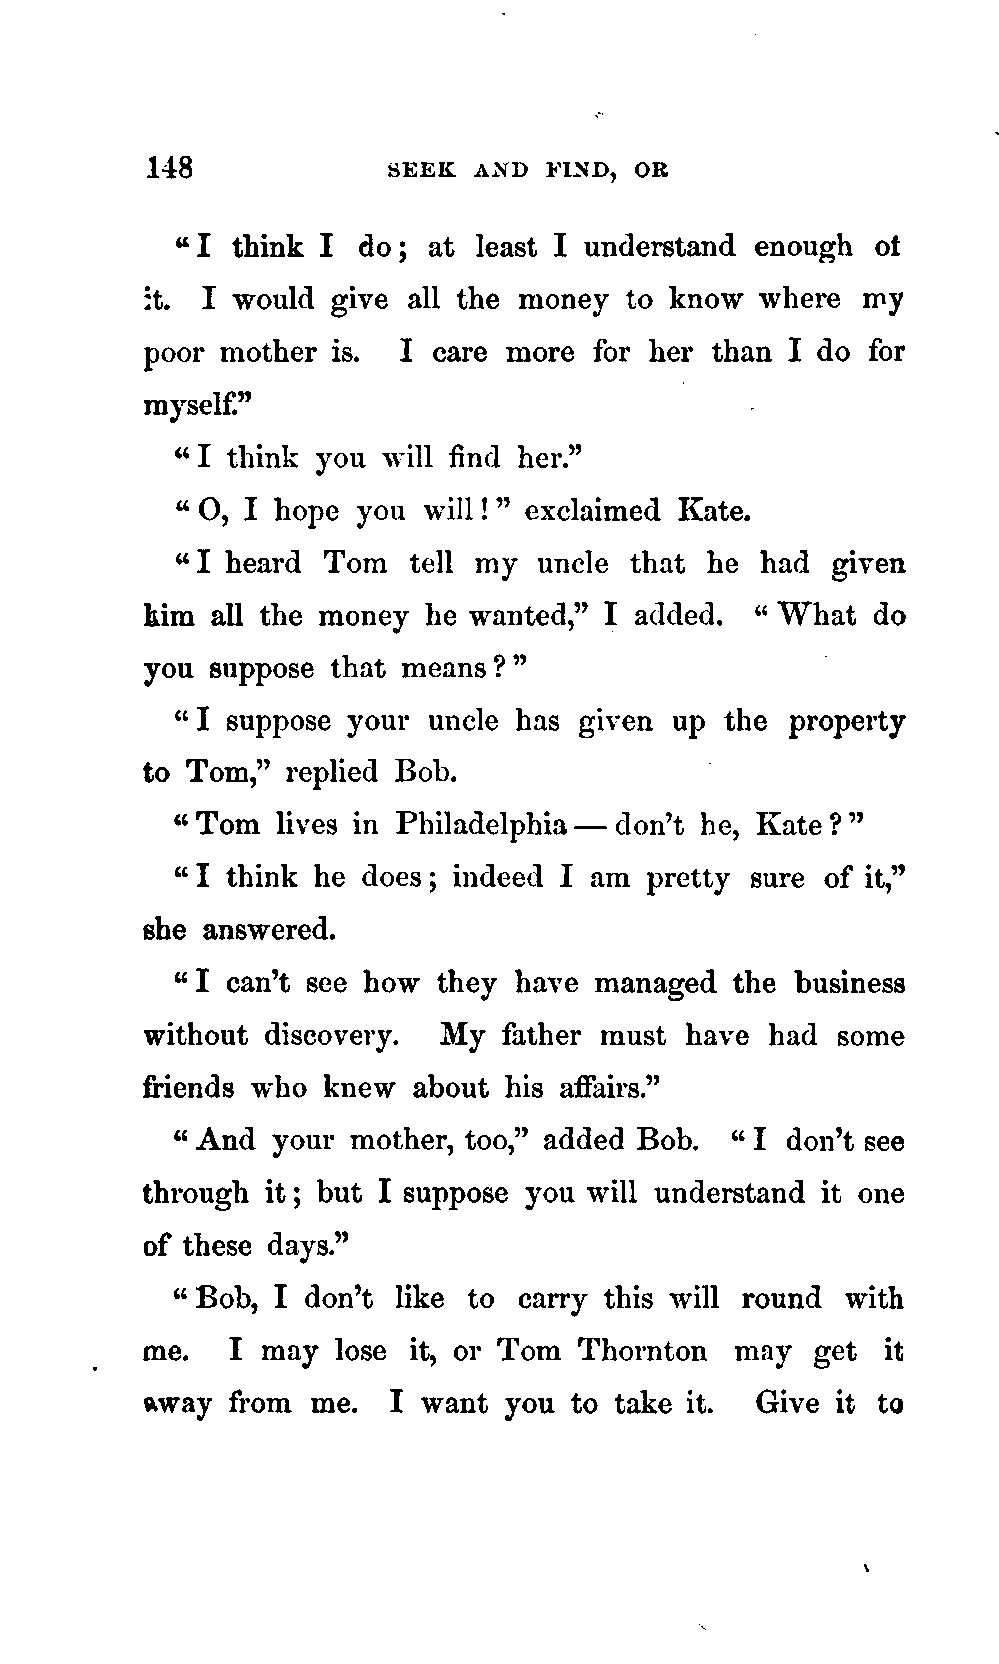 148 SEEK AND FIND, OR
“I think I do; at least I understand enough of
it. I would give all the money to know where my
poor mother is. I care more for her than I do for
myself.”
“I think you will find her.”
“O, I hope you will!” exclaimed Kate.
“I heard Tom tell my uncle that he had given
him all the money he wanted,” I added. “What do
you suppose that means?”
“I suppose your uncle has given up the property
to Tom,” replied Bob.
“Tom lives in Philadelphia — don’t he, Kate?”
“I think he does; indeed I am pretty sure of it,”
she answered.
“I can’t see how they have managed the business
without discovery. My father must have had some
friends who knew about his affairs.”
“And your mother, too,” added Bob. “I don’t see
through it; but I suppose you will understand it one
of these days.”
“Bob, I don’t like to carry this will round with
me. I may lose it, or Tom Thornton may get it
away from me. I want you to take it. Give it to